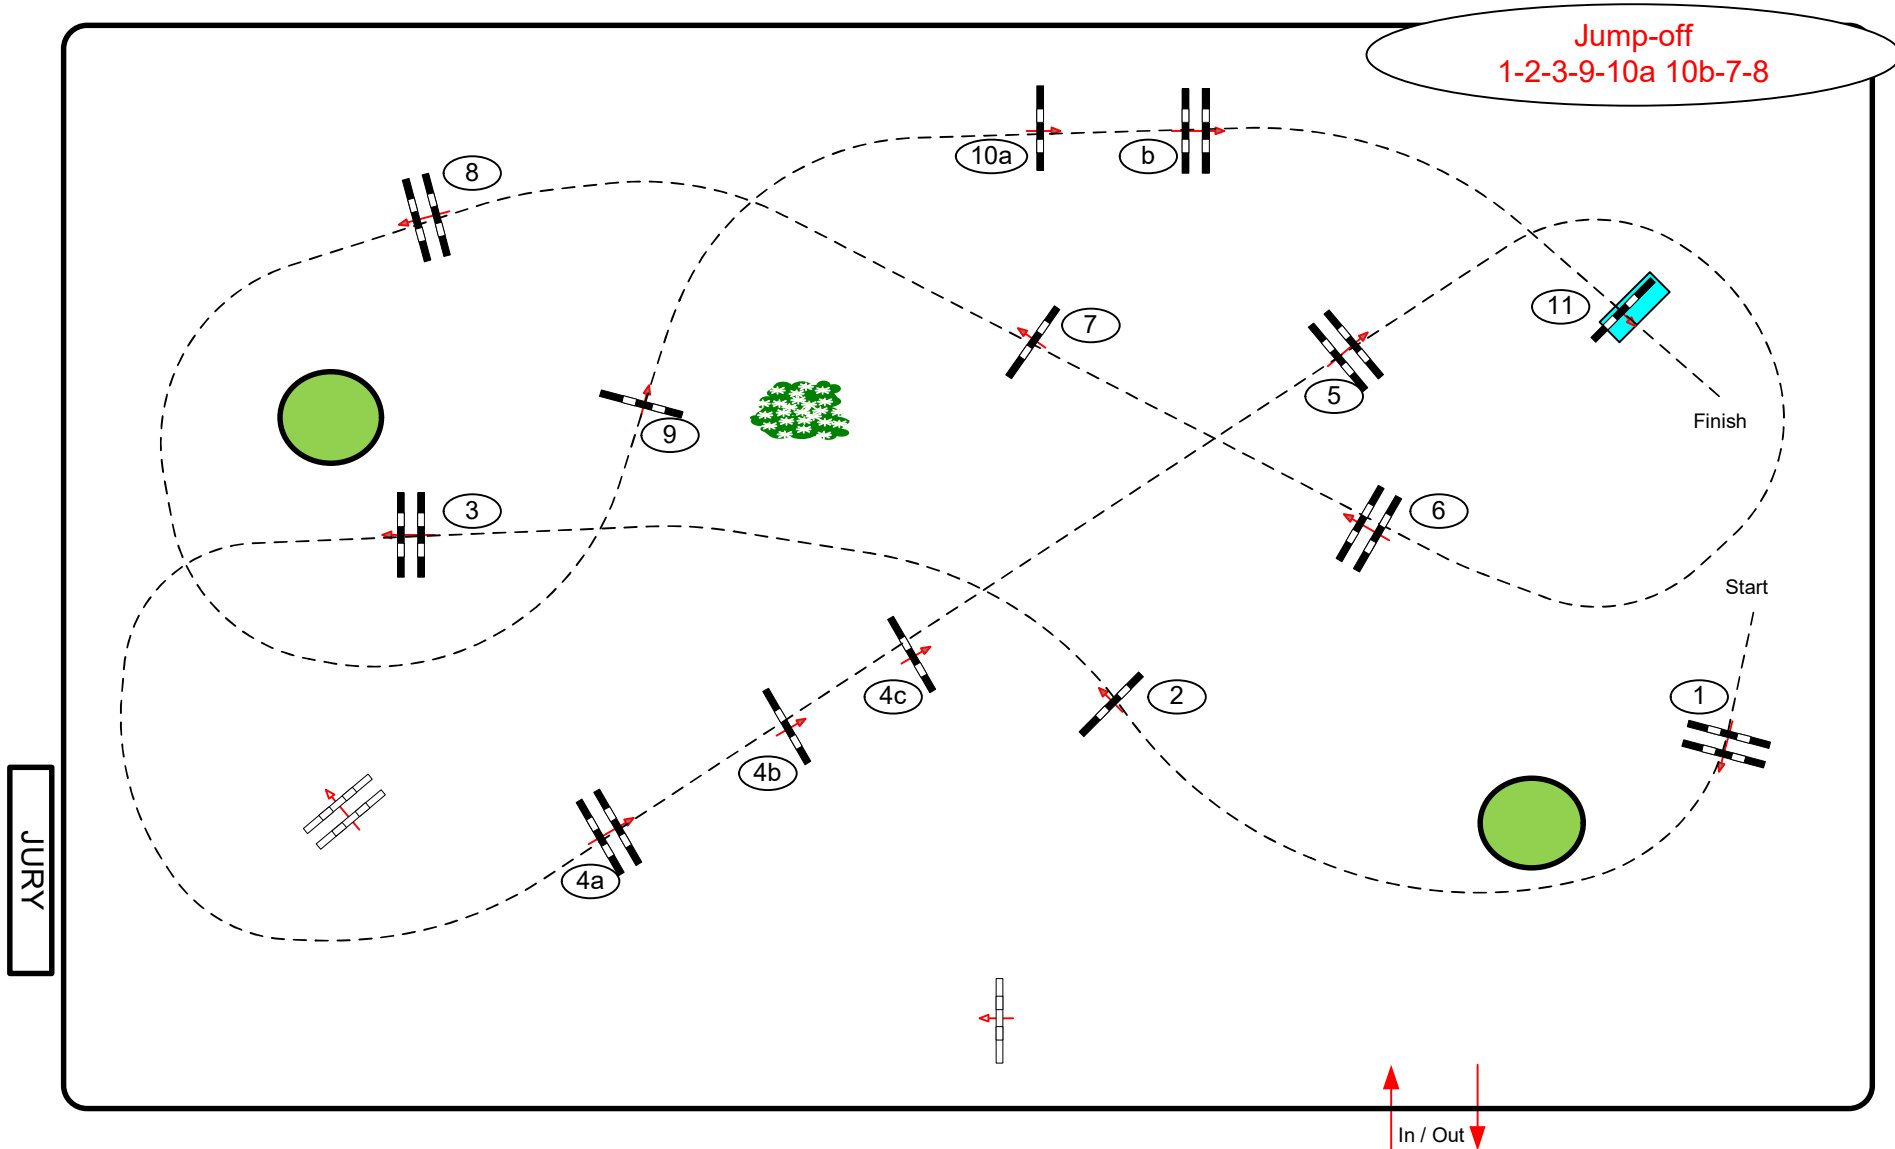 Jump-off
1-2-3-9-10a 10b-7-8
8
10a
b
11
7
5
Finish
9
3
6
Start
4c
2
1
4b
4a
JURY
In / Out